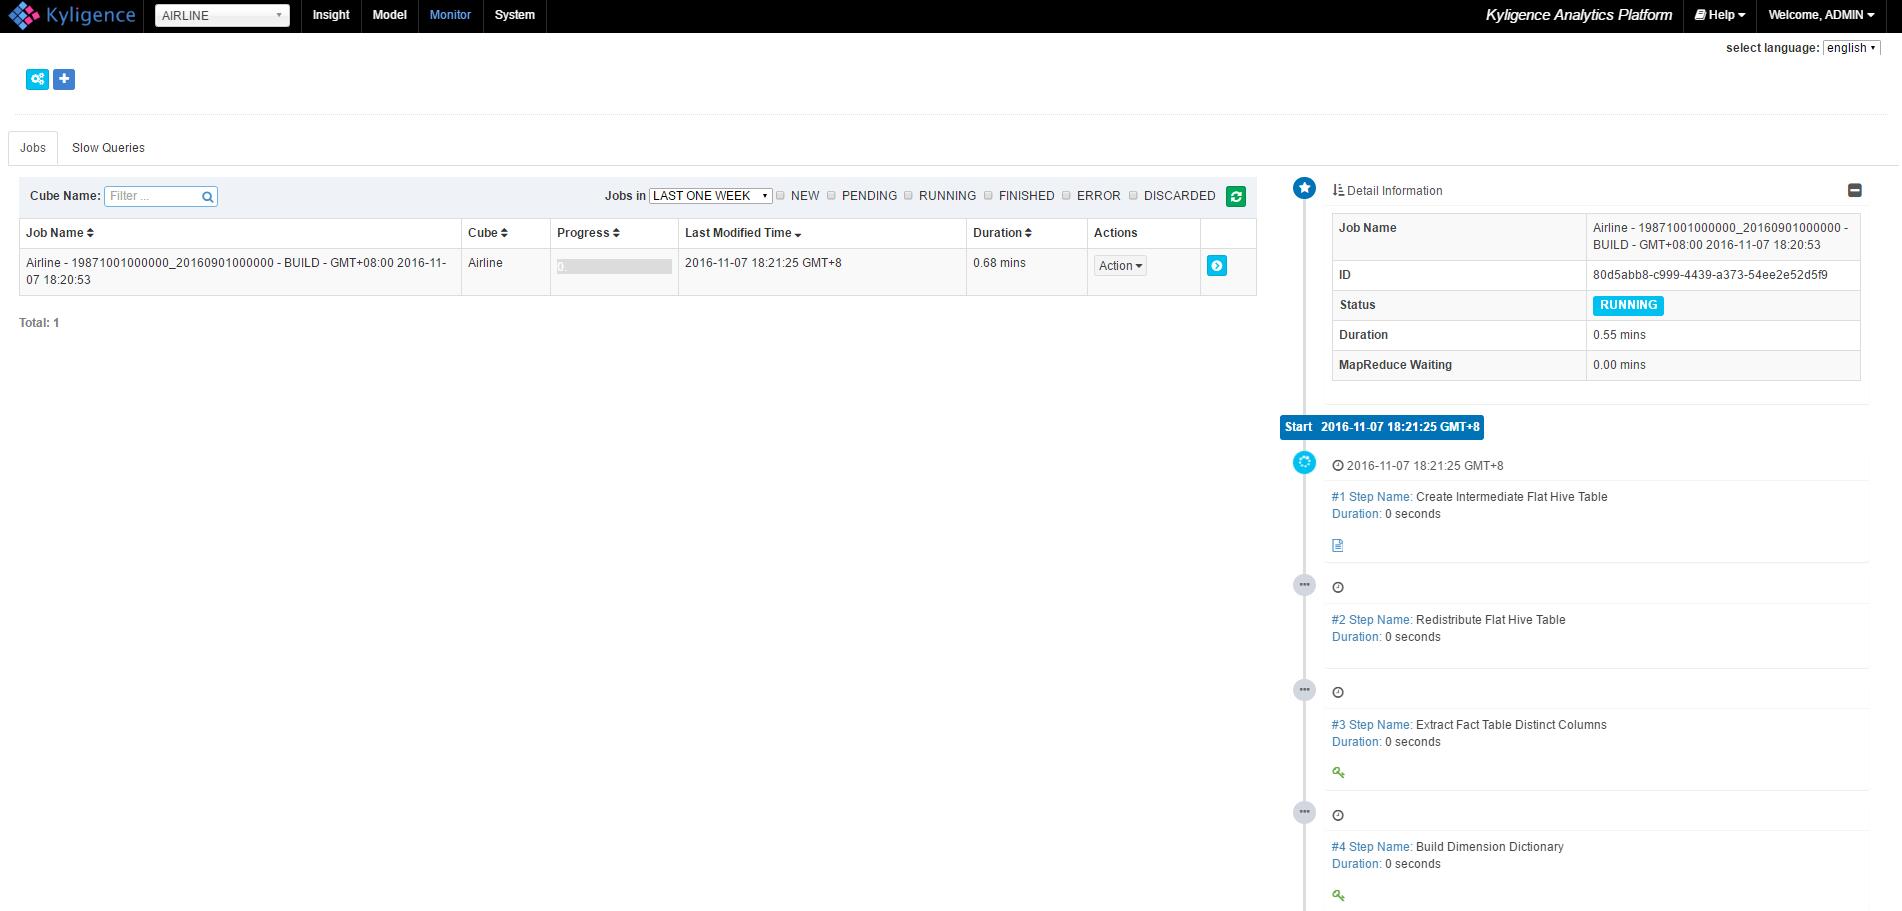 Kyligence AIRLINE Insight Model Monitor System Kyligence Analytics Platform Help Welcome, ADMIN
select language: english
Jobs Slow Queries
Cube Name: Filter ... Jobs in LAST ONE WEEK NEW PENDING RUNNING FINISHED ERROR DISCARDED
Job Name Cube Progress Last Modified Time Duration Actions
Airline - 19871001000000_20160901000000 - BUILD - GMT+08:00 2016-11-
07 18:20:53
Airline 0. 2016-11-07 18:21:25 GMT+8 0.68 mins Action
Total: 1
Detail Information
Job Name Airline - 19871001000000_20160901000000 -
BUILD - GMT+08:00 2016-11-07 18:20:53
ID 80d5abb8-c999-4439-a373-54ee2e52d5f9
Status RUNNING
Duration 0.55 mins
MapReduce Waiting 0.00 mins
Start 2016-11-07 18:21:25 GMT+8
2016-11-07 18:21:25 GMT+8
#1 Step Name: Create Intermediate Flat Hive Table
Duration: 0 seconds
#2 Step Name: Redistribute Flat Hive Table
Duration: 0 seconds
#3 Step Name: Extract Fact Table Distinct Columns
Duration: 0 seconds
#4 Step Name: Build Dimension Dictionary
Duration: 0 seconds